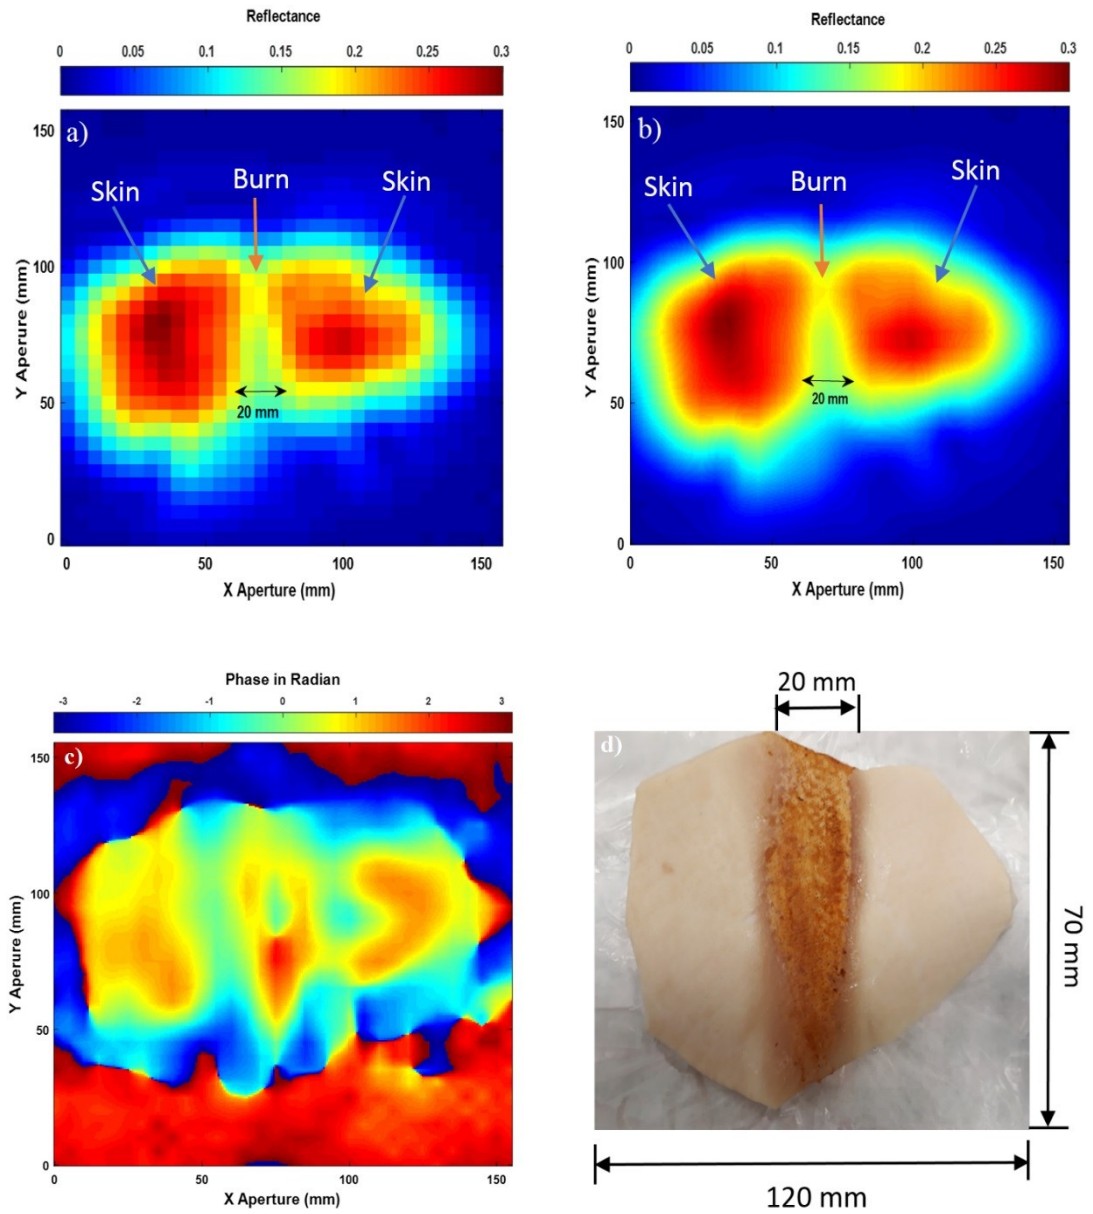 Reflectance
0 0.05 0.1 0.15 0.2 0.25 0.3
a)
Skin
Burn
Skin
20 mm
150
100
50
0
Y Aperure (mm)
0 50 100 150
X Aperture (mm)
Reflectance
0 0.05 0.1 0.15 0.2 0.25 0.3
b)
Skin
Burn
Skin
20 mm
150
100
50
0
Y Aperure (mm)
0 50 100 150
X Aperture (mm)
Phase in Radian
-3 -2 -1 0 1 2 3
c)
150
100
50
0
Y Aperure (mm)
0 50 100 150
X Aperture (mm)
20 mm
d)
70 mm
120 mm